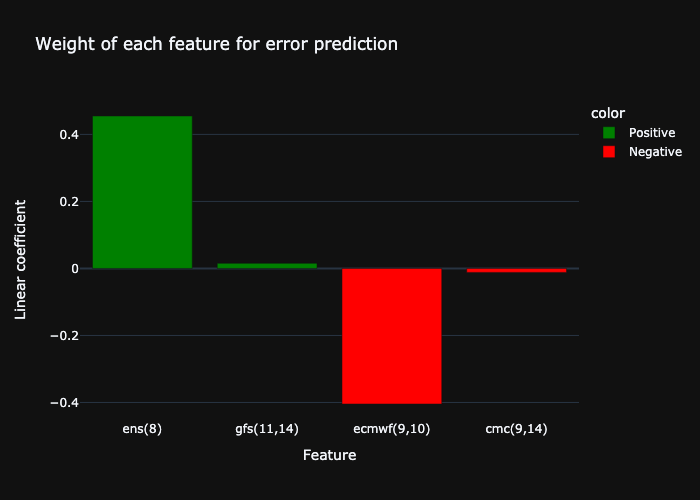 Weight of each feature for error prediction
color
Positive
Negative
Linear coefficient
0.4
0.2
0
−0.2
−0.4
ens(8)
gfs(11,14)
ecmwf(9,10)
cmc(9,14)
Feature